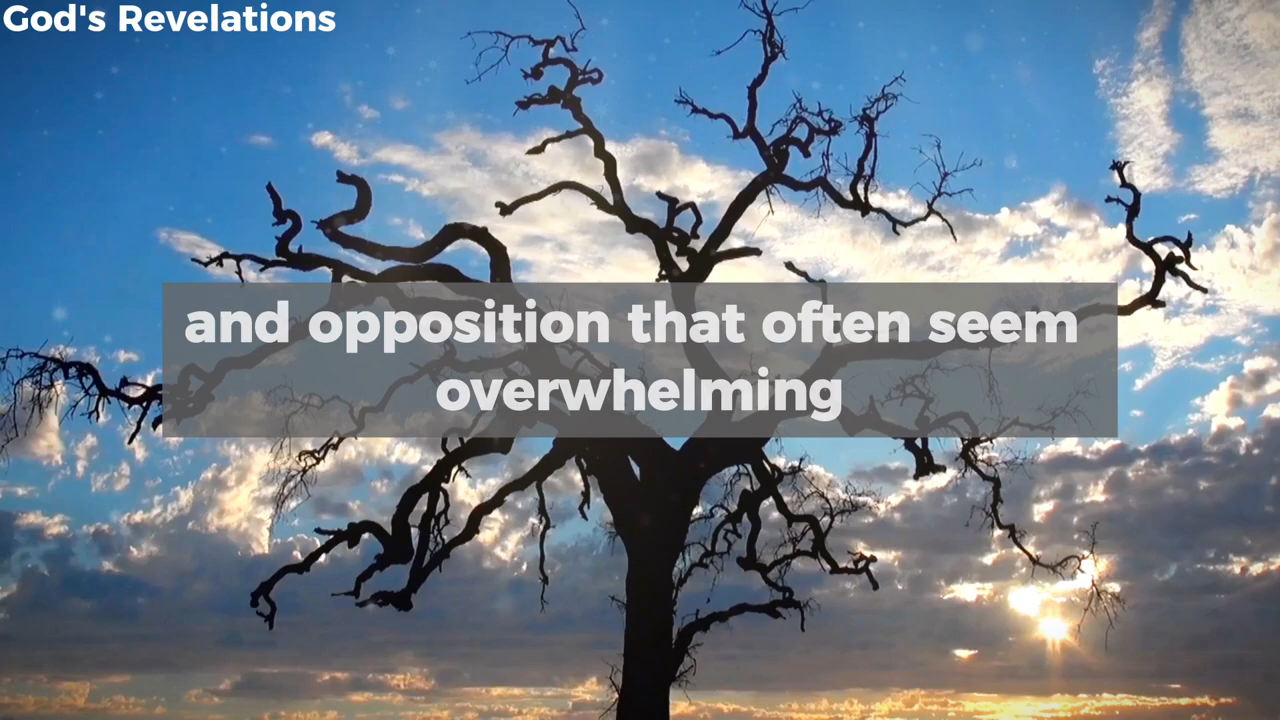 God's Revelations
and opposition that often seem
overwhelming